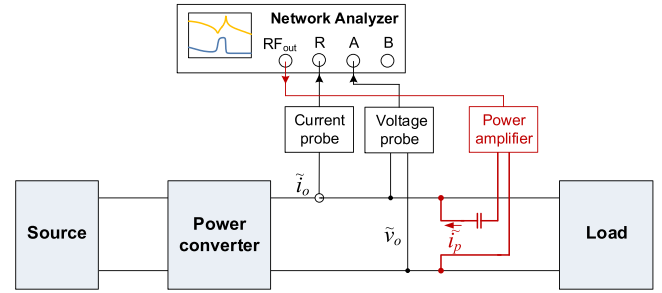 Network Analyzer
RFout R A B
Current probe
Voltage probe
Power amplifier
ĩo
ṽo
ĩp
Source
Power converter
Load